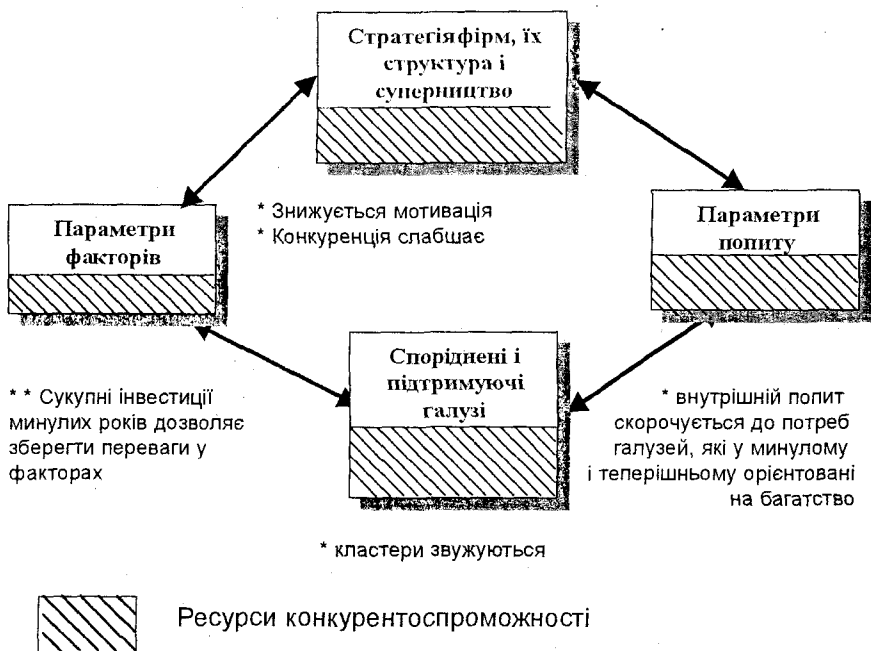 Стратегія фірм, їх
структура і
суперництво
* Знижується мотивація
* Конкуренція слабшає
Параметри
факторів
Параметри
попиту
Споріднені і
підтримуючі
галузі
* * Сукупні інвестиції
минулих років дозволяє
зберегти переваги у
факторах
* внутрішній попит
скорочується до потреб
галузей, які у минулому
і теперішньому орієнтовані
на багатство
* кластери звужуються
Ресурси конкурентоспроможності